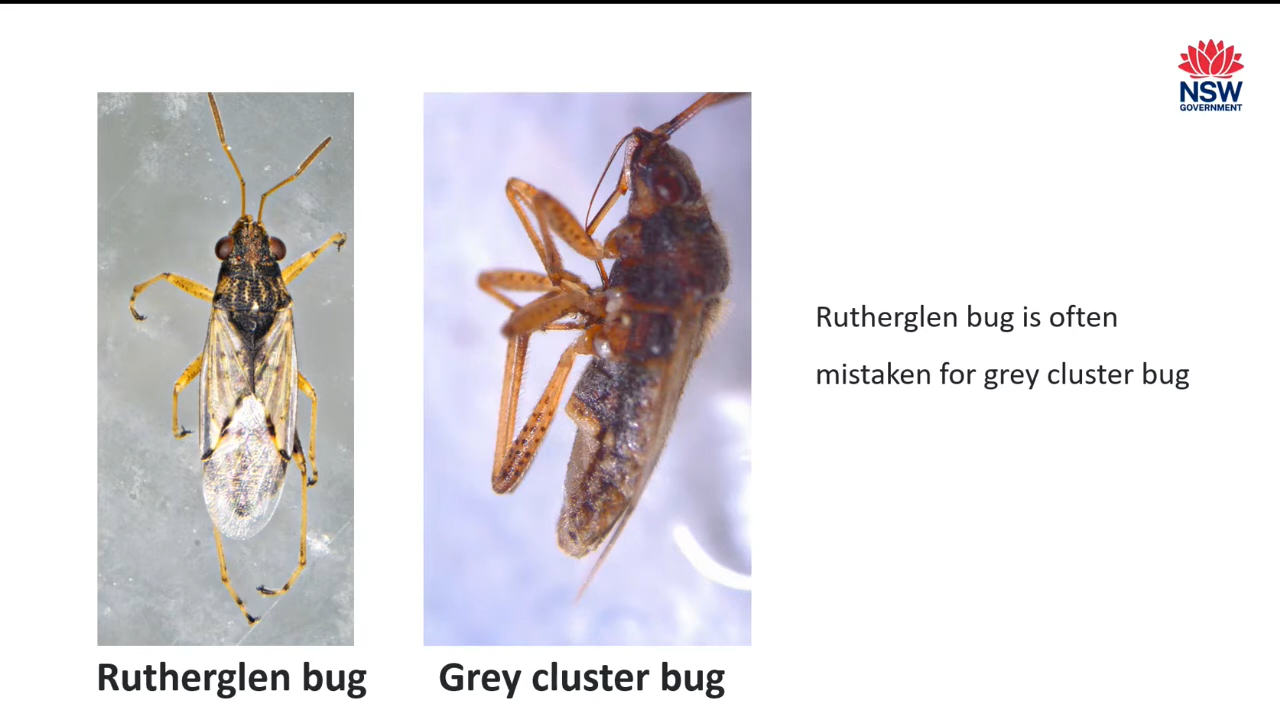 NSW
GOVERNMENT
Rutherglen bug is often
mistaken for grey cluster bug
Rutherglen bug
Grey cluster bug